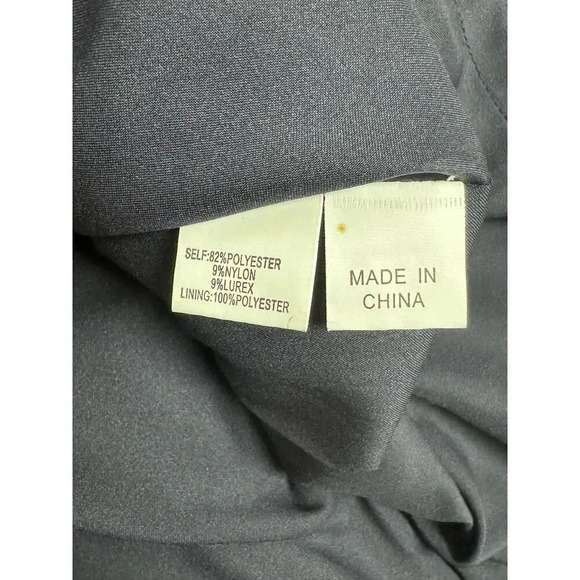 SELF:82%POLYESTER
9%NYLON
9%LUREX
LINING:100%POLYESTER
MADE IN
CHINA